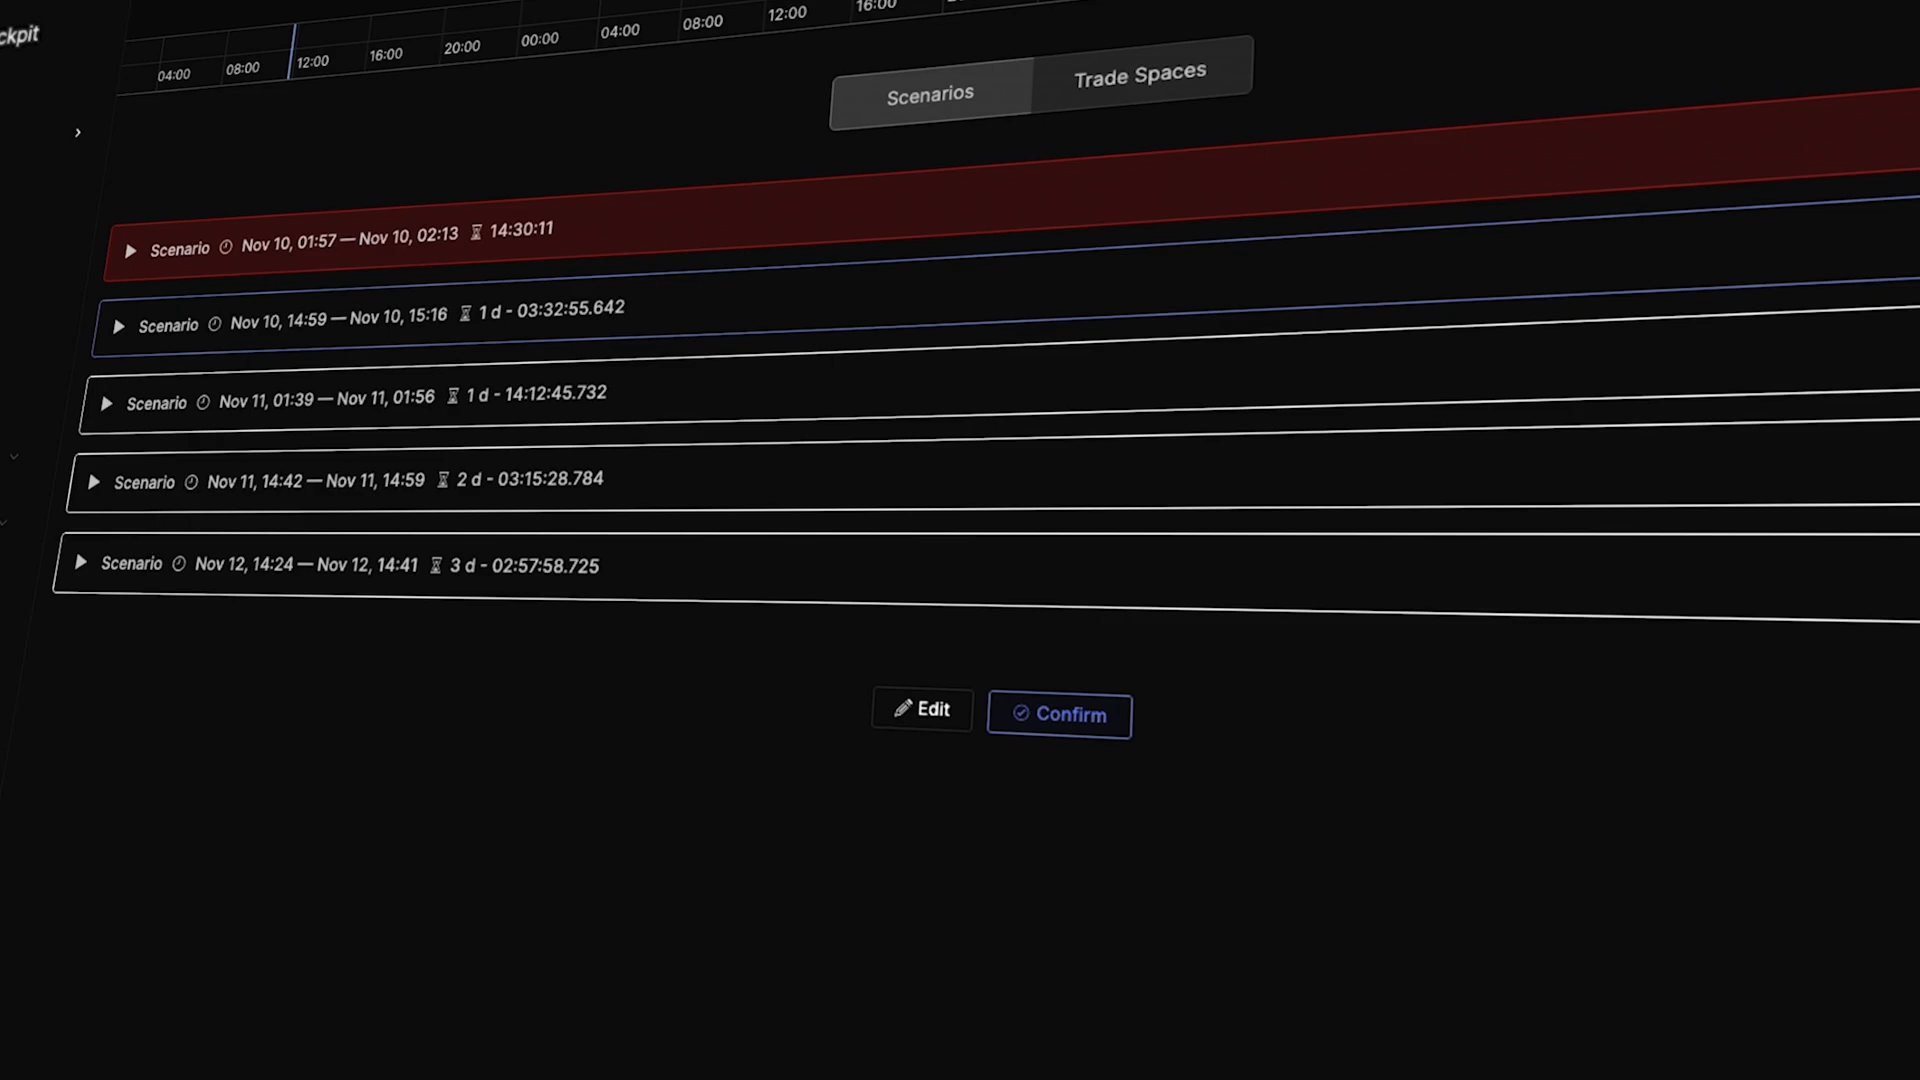 ckpit
04:00 08:00 12:00 16:00 20:00 00:00 04:00 08:00 12:00 16:00
Scenarios Trade Spaces
Scenario Nov 10, 01:57 — Nov 10, 02:13 14:30:11
Scenario Nov 10, 14:59 — Nov 10, 15:16 1 d - 03:32:55.642
Scenario Nov 11, 01:39 — Nov 11, 01:56 1 d - 14:12:45.732
Scenario Nov 11, 14:42 — Nov 11, 14:59 2 d - 03:15:28.784
Scenario Nov 12, 14:24 — Nov 12, 14:41 3 d - 02:57:58.725
Edit Confirm